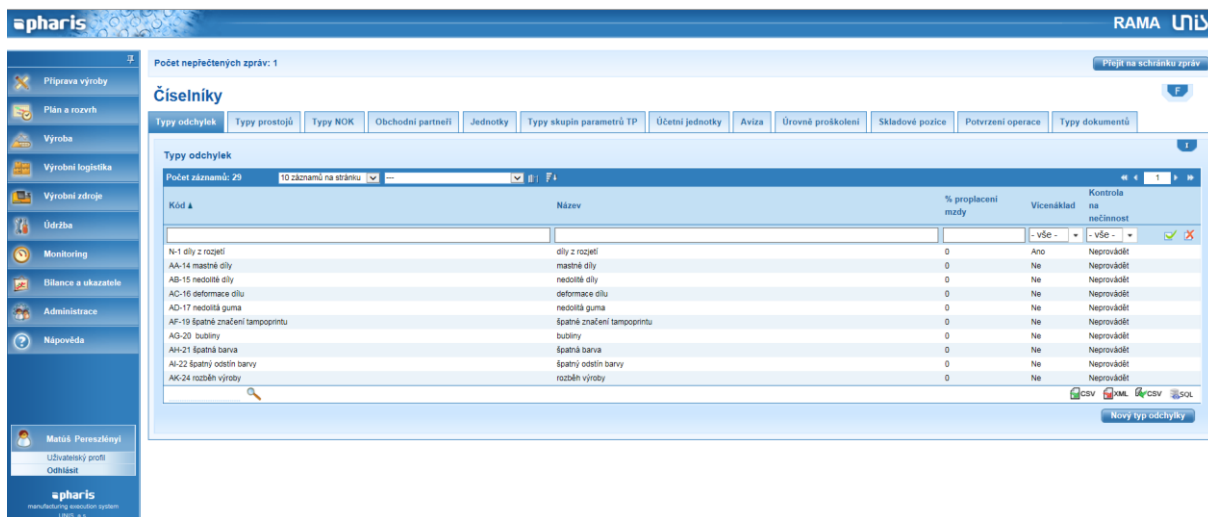 pharis
RAMA UNIS
Počet nepřečtených zpráv: 1
Přejít na schránku zpráv
Příprava výroby
Plán a rozvrh
Výroba
Výrobní logistika
Výrobní zdroje
Údržba
Monitoring
Bilance a ukazatele
Administrace
Nápověda
Číselníky
F
Typy odchylek Typy prostojů Typy NOK Obchodní partneři Jednotky Typy skupin parametrů TP Účetní jednotky Avíza Úrovně proškolení Skladové pozice Potvrzení operace Typy dokumentů
Typy odchylek
I
Počet záznamů: 29 10 záznamů na stránku --- 1
Kód Název % proplacení mzdy Vícenáklad Kontrola na nečinnost
- vše - - vše -
N-1 díly z rozjetí díly z rozjetí 0 Ano Neprovádět
AA-14 mastné díly mastné díly 0 Ne Neprovádět
AB-15 nedolité díly nedolité díly 0 Ne Neprovádět
AC-16 deformace dílu deformace dílu 0 Ne Neprovádět
AD-17 nedolitá guma nedolitá guma 0 Ne Neprovádět
AF-19 špatné značení tampoprintu špatné značení tampoprintu 0 Ne Neprovádět
AG-20 bubliny bubliny 0 Ne Neprovádět
AH-21 špatná barva špatná barva 0 Ne Neprovádět
AI-22 špatný odstín barvy špatný odstín barvy 0 Ne Neprovádět
AK-24 rozběh výroby rozběh výroby 0 Ne Neprovádět
CSV XML CSV SQL
Nový typ odchylky
Matúš Pereszlényi
Uživatelský profil
Odhlásit
pharis
manufacturing execution system
UNIS, a.s.